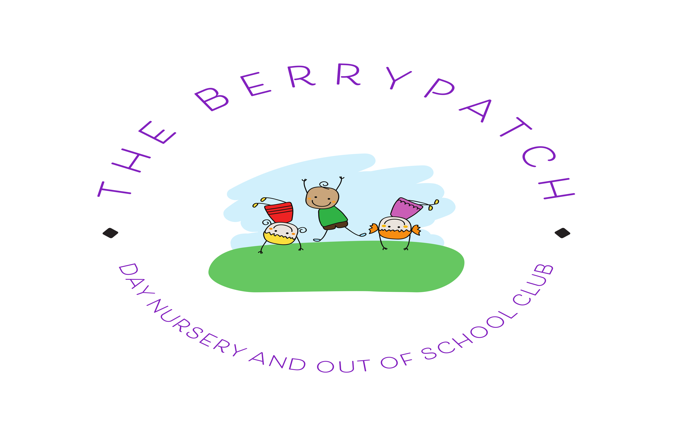 THE BERRYPATCH
DAY NURSERY AND OUT OF SCHOOL CLUB